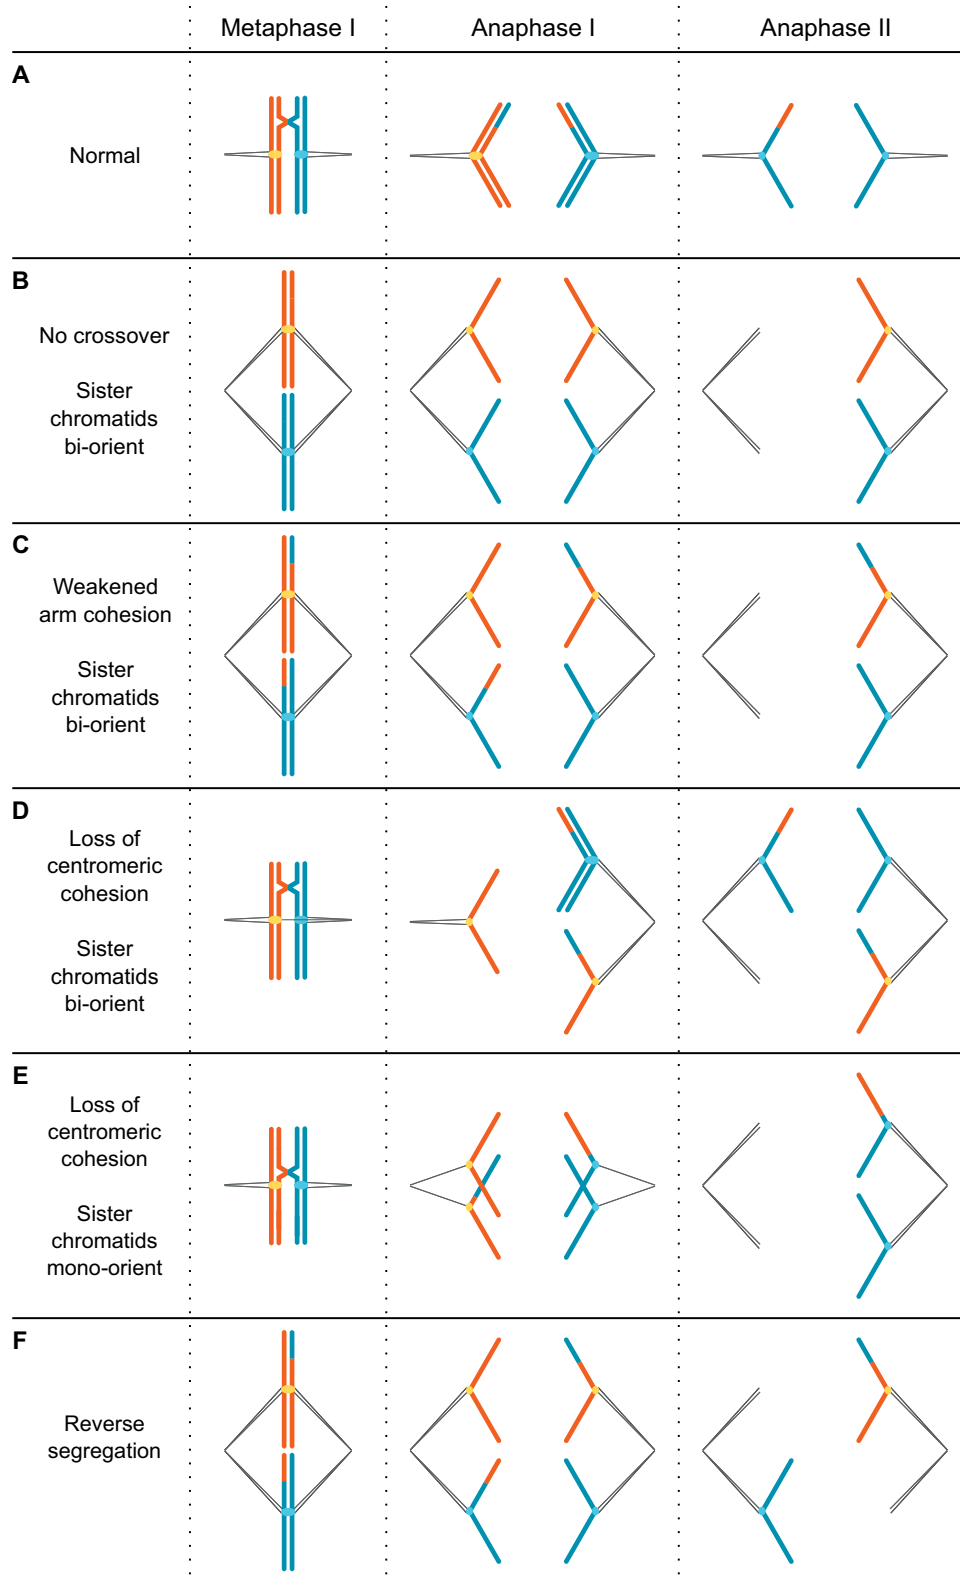 Metaphase I
Anaphase I
Anaphase II
A
Normal
B
No crossover
Sister
chromatids
bi-orient
C
Weakened
arm cohesion
Sister
chromatids
bi-orient
D
Loss of
centromeric
cohesion
Sister
chromatids
bi-orient
E
Loss of
centromeric
cohesion
Sister
chromatids
mono-orient
F
Reverse
segregation